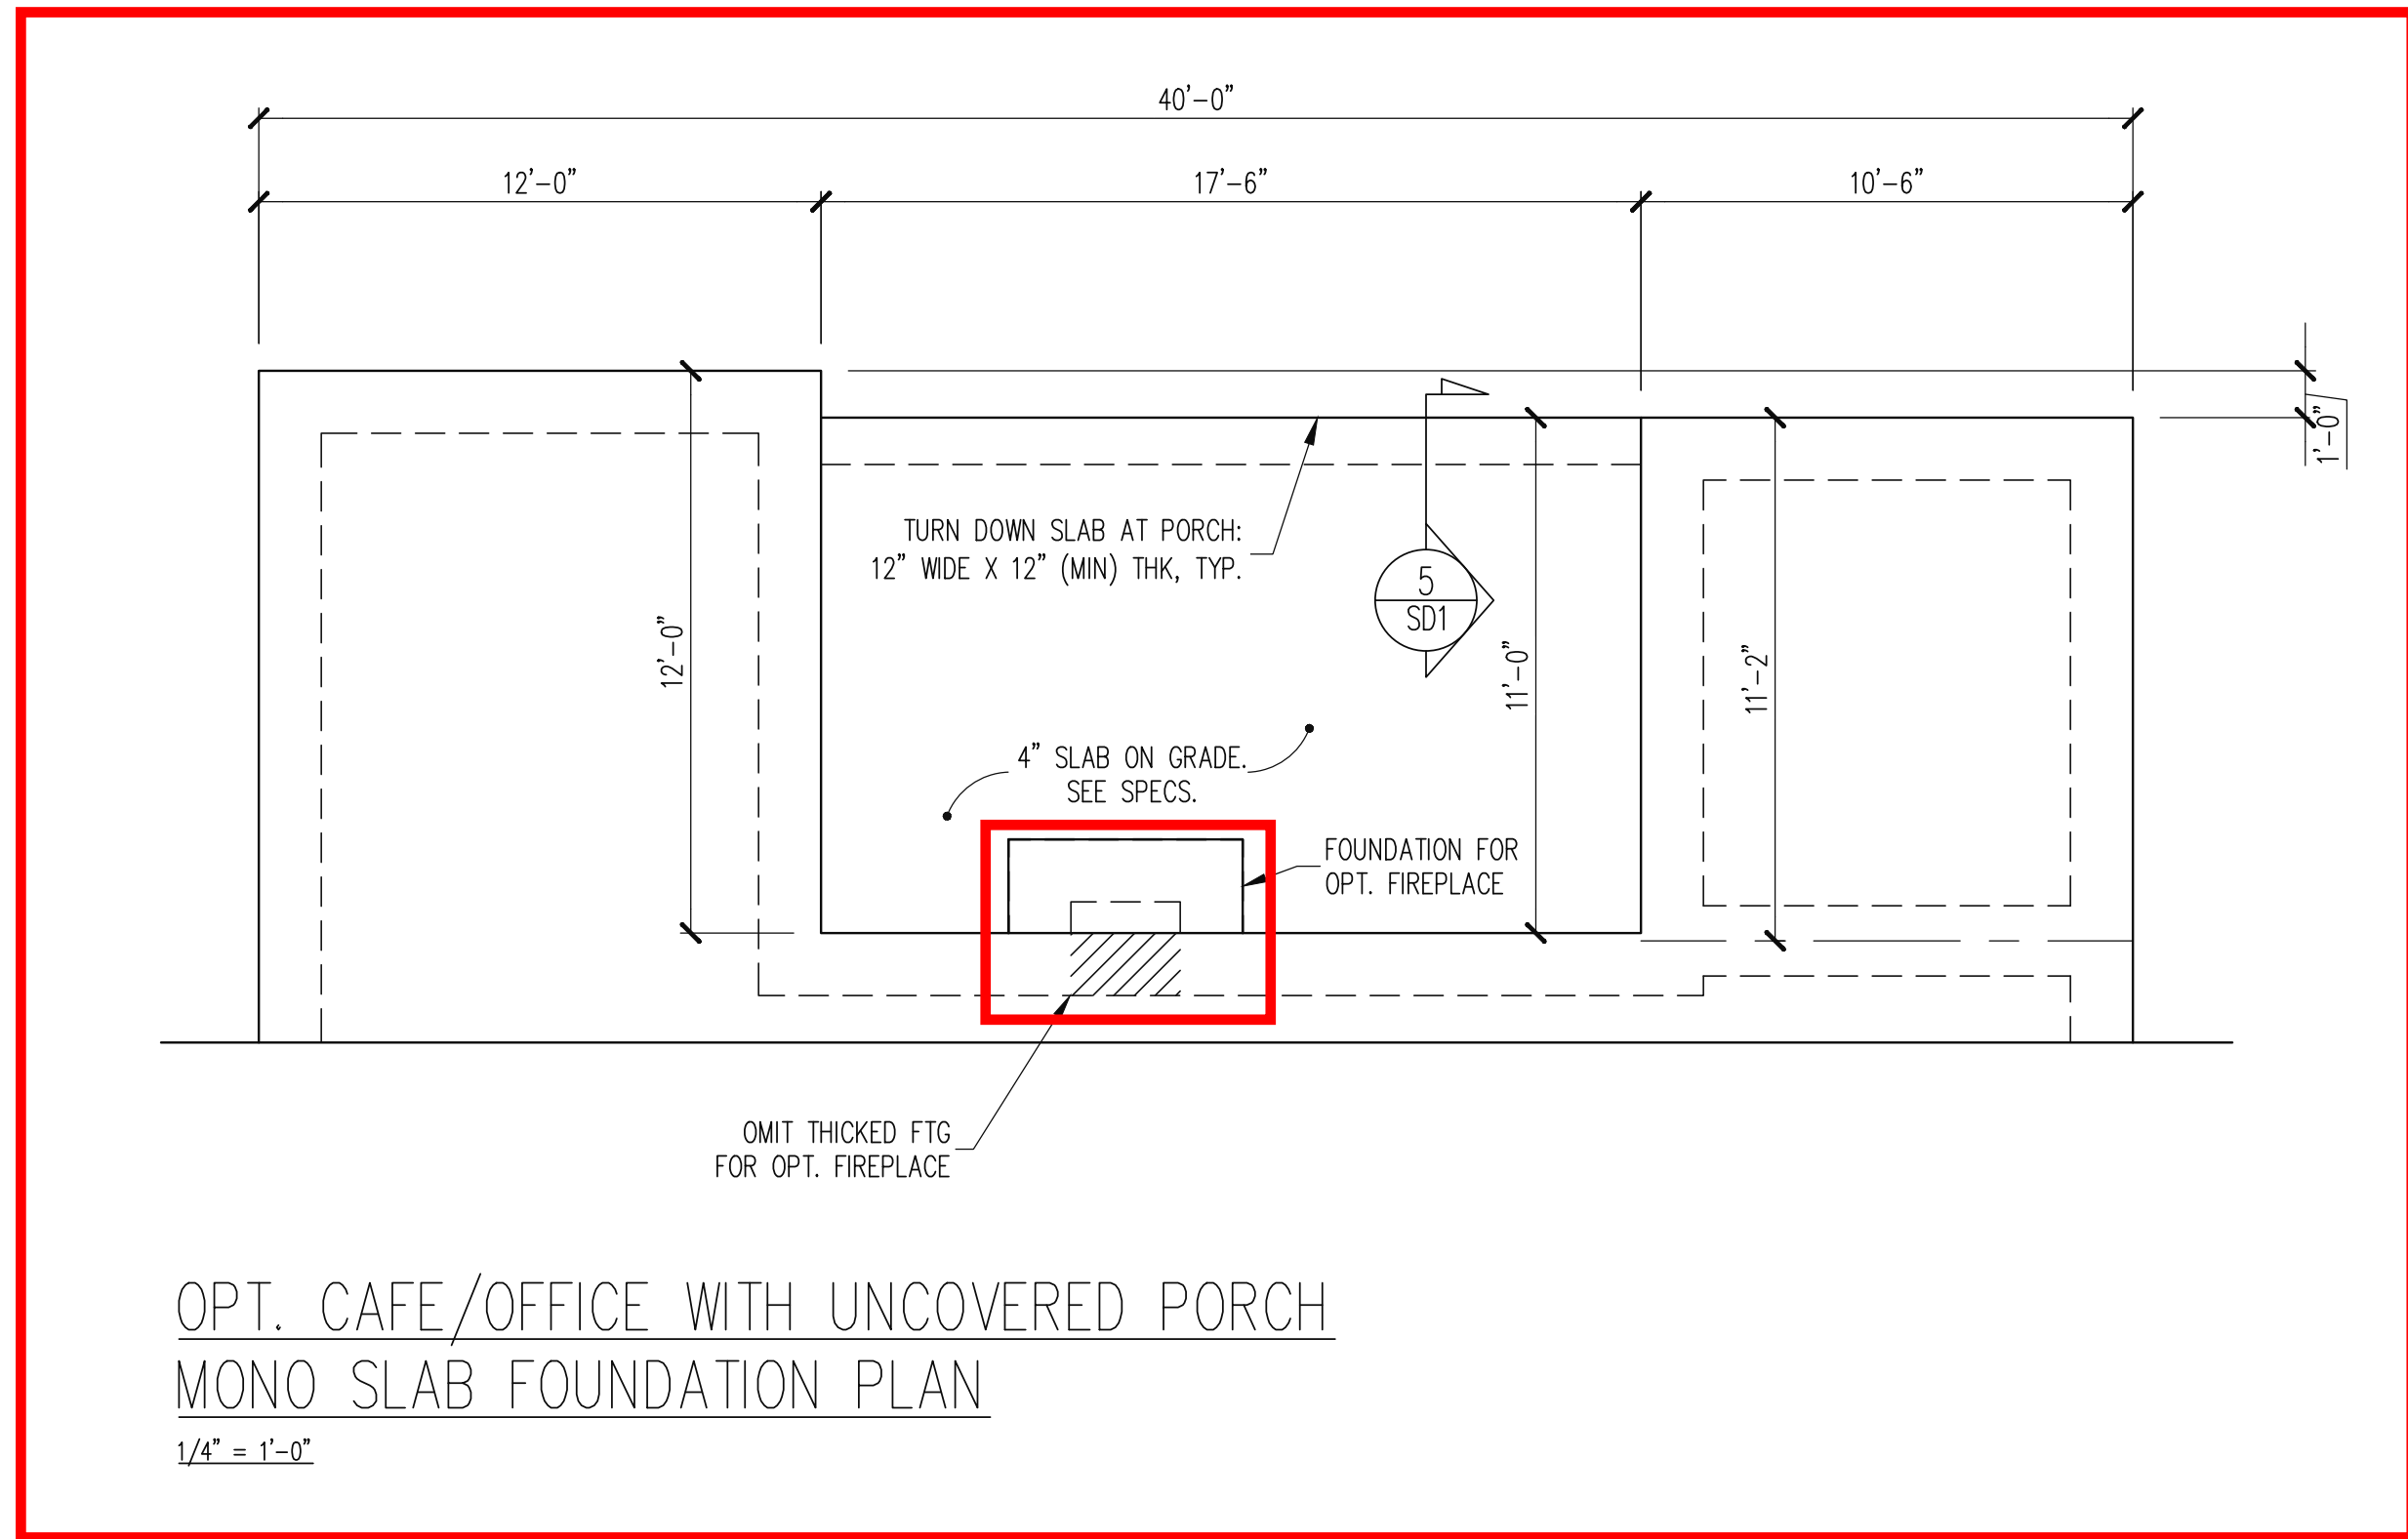 40'-0"
12'-0"
17'-6"
10'-6"
1'-0"
TURN DOWN SLAB AT PORCH:
12" WIDE X 12" (MIN) THK, TYP.
5
SD1
12'-0"
11'-0"
11'-2"
4" SLAB ON GRADE.
SEE SPECS.
FOUNDATION FOR
OPT. FIREPLACE
OMIT THICKED FTG
FOR OPT. FIREPLACE
OPT. CAFE/OFFICE WITH UNCOVERED PORCH
MONO SLAB FOUNDATION PLAN
1/4" = 1'-0"